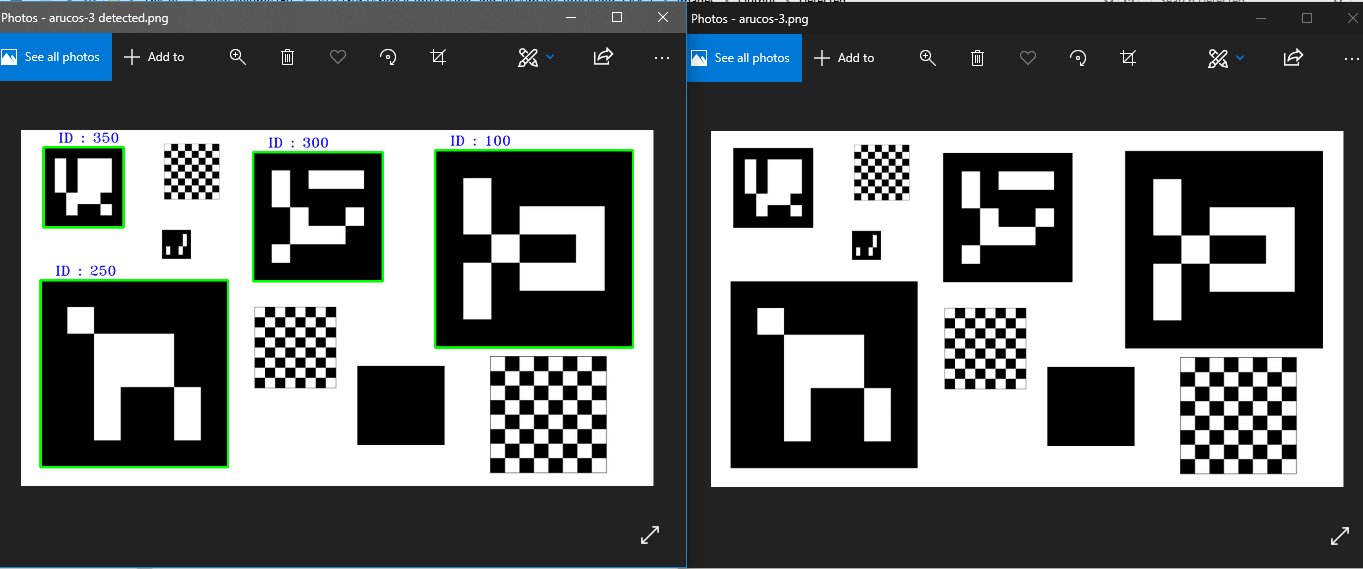 Photos - arucos-3 detected.png
See all photos
Add to
ID : 350
ID : 300
ID : 100
ID : 250
Photos - arucos-3.png
See all photos
Add to